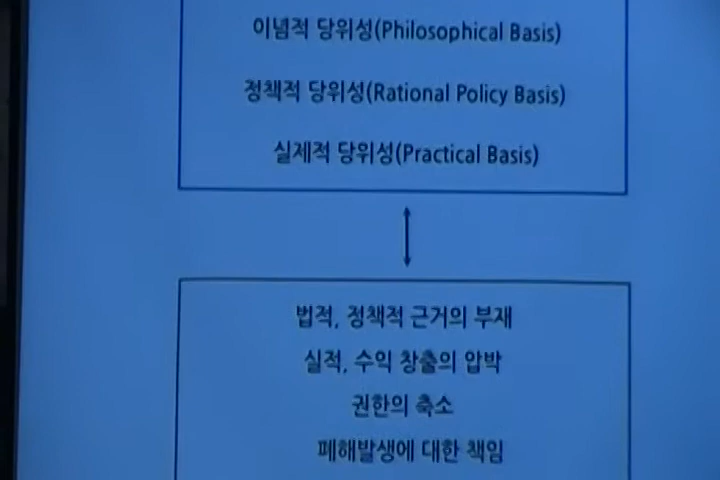 이념적 당위성(Philosophical Basis)
정책적 당위성(Rational Policy Basis)
실제적 당위성(Practical Basis)
법적, 정책적 근거의 부재
실적, 수익 창출의 압박
권한의 축소
폐해발생에 대한 책임